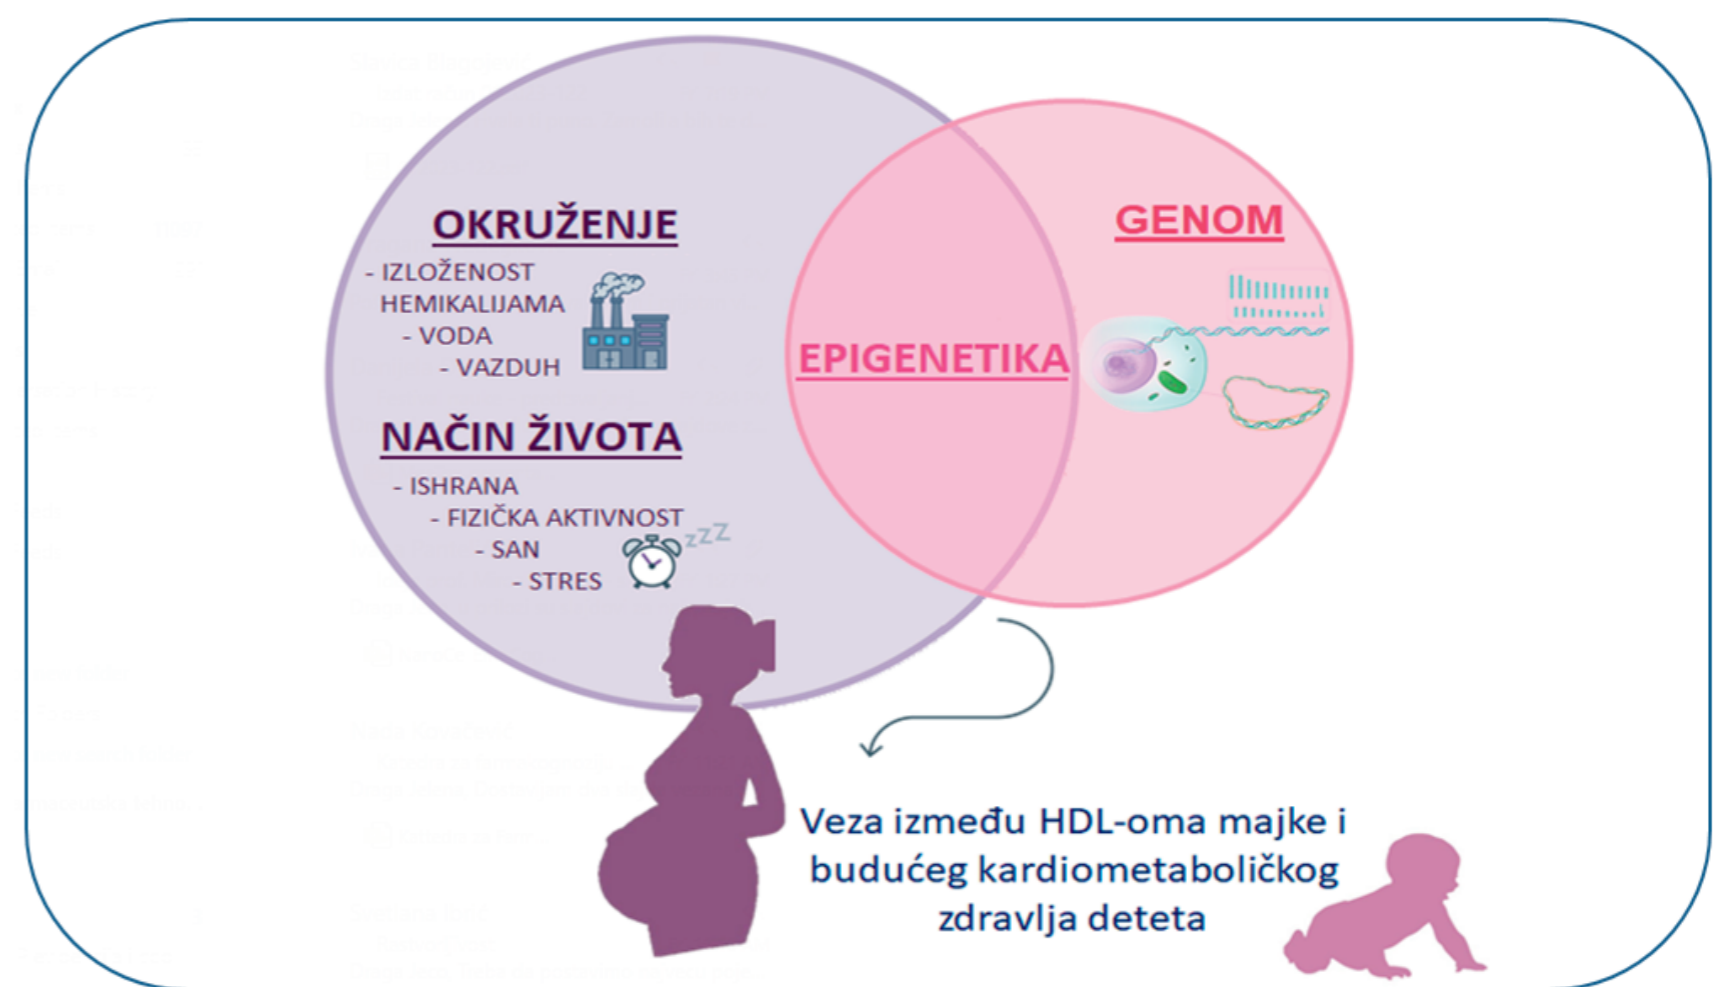 OKRUŽENJE
- IZLOŽENOST
HEMIKALIJAMA
- VODA
- VAZDUH
NAČIN ŽIVOTA
- ISHRANA
- FIZIČKA AKTIVNOST
- SAN
- STRES
zzZ
EPIGENETIKA
GENOM
Veza između HDL-oma majke i
budućeg kardiometaboličkog
zdravlja deteta